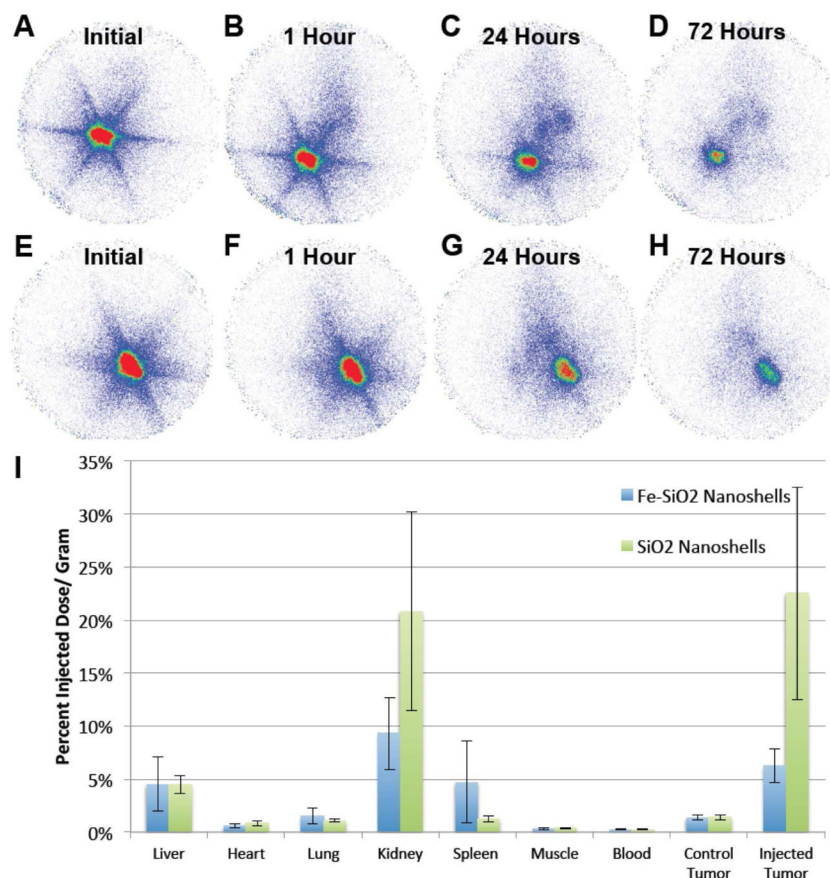 A Initial B 1 Hour C 24 Hours D 72 Hours
E Initial F 1 Hour G 24 Hours H 72 Hours
I
35%
30%
25%
20%
15%
10%
5%
0%
Percent Injected Dose/ Gram
Fe-SiO2 Nanoshells
SiO2 Nanoshells
Liver Heart Lung Kidney Spleen Muscle Blood Control Injected
Tumor Tumor